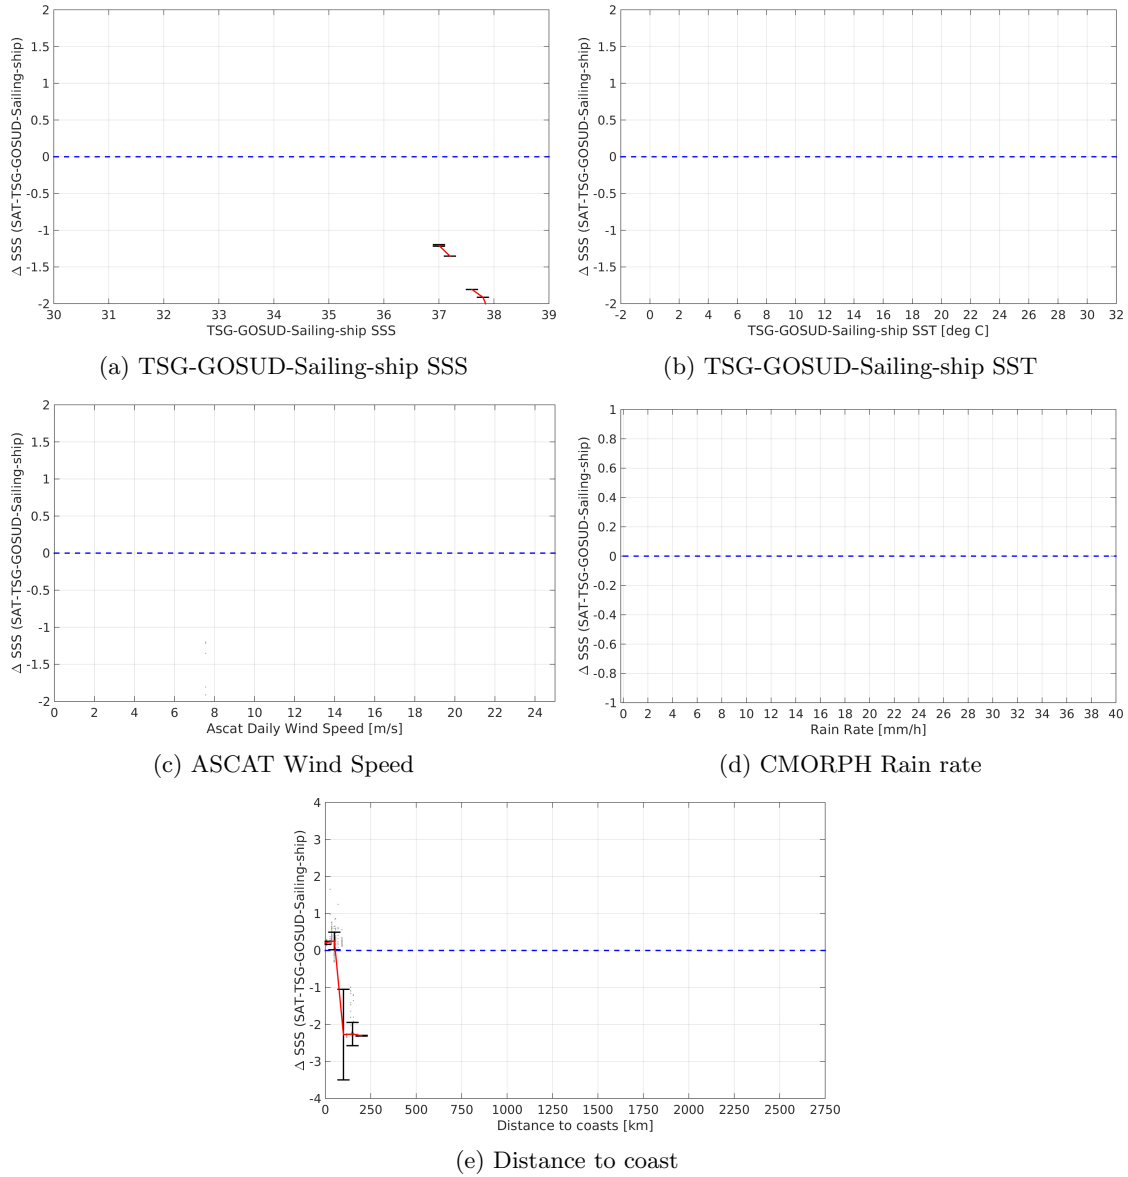 2
1.5
1
0.5
0
-0.5
-1
-1.5
-2
30 31 32 33 34 35 36 37 38 39
Δ SSS (SAT-TSG-GOSUD-Sailing-ship)
TSG-GOSUD-Sailing-ship SSS
(a) TSG-GOSUD-Sailing-ship SSS
2
1.5
1
0.5
0
-0.5
-1
-1.5
-2
-2 0 2 4 6 8 10 12 14 16 18 20 22 24 26 28 30 32
Δ SSS (SAT-TSG-GOSUD-Sailing-ship)
TSG-GOSUD-Sailing-ship SST [deg C]
(b) TSG-GOSUD-Sailing-ship SST
2
1.5
1
0.5
0
-0.5
-1
-1.5
-2
0 2 4 6 8 10 12 14 16 18 20 22 24
Δ SSS (SAT-TSG-GOSUD-Sailing-ship)
Ascat Daily Wind Speed [m/s]
(c) ASCAT Wind Speed
1
0.8
0.6
0.4
0.2
0
-0.2
-0.4
-0.6
-0.8
-1
0 2 4 6 8 10 12 14 16 18 20 22 24 26 28 30 32 34 36 38 40
Δ SSS (SAT-TSG-GOSUD-Sailing-ship)
Rain Rate [mm/h]
(d) CMORPH Rain rate
4
3
2
1
0
-1
-2
-3
-4
0 250 500 750 1000 1250 1500 1750 2000 2250 2500 2750
Δ SSS (SAT-TSG-GOSUD-Sailing-ship)
Distance to coasts [km]
(e) Distance to coast